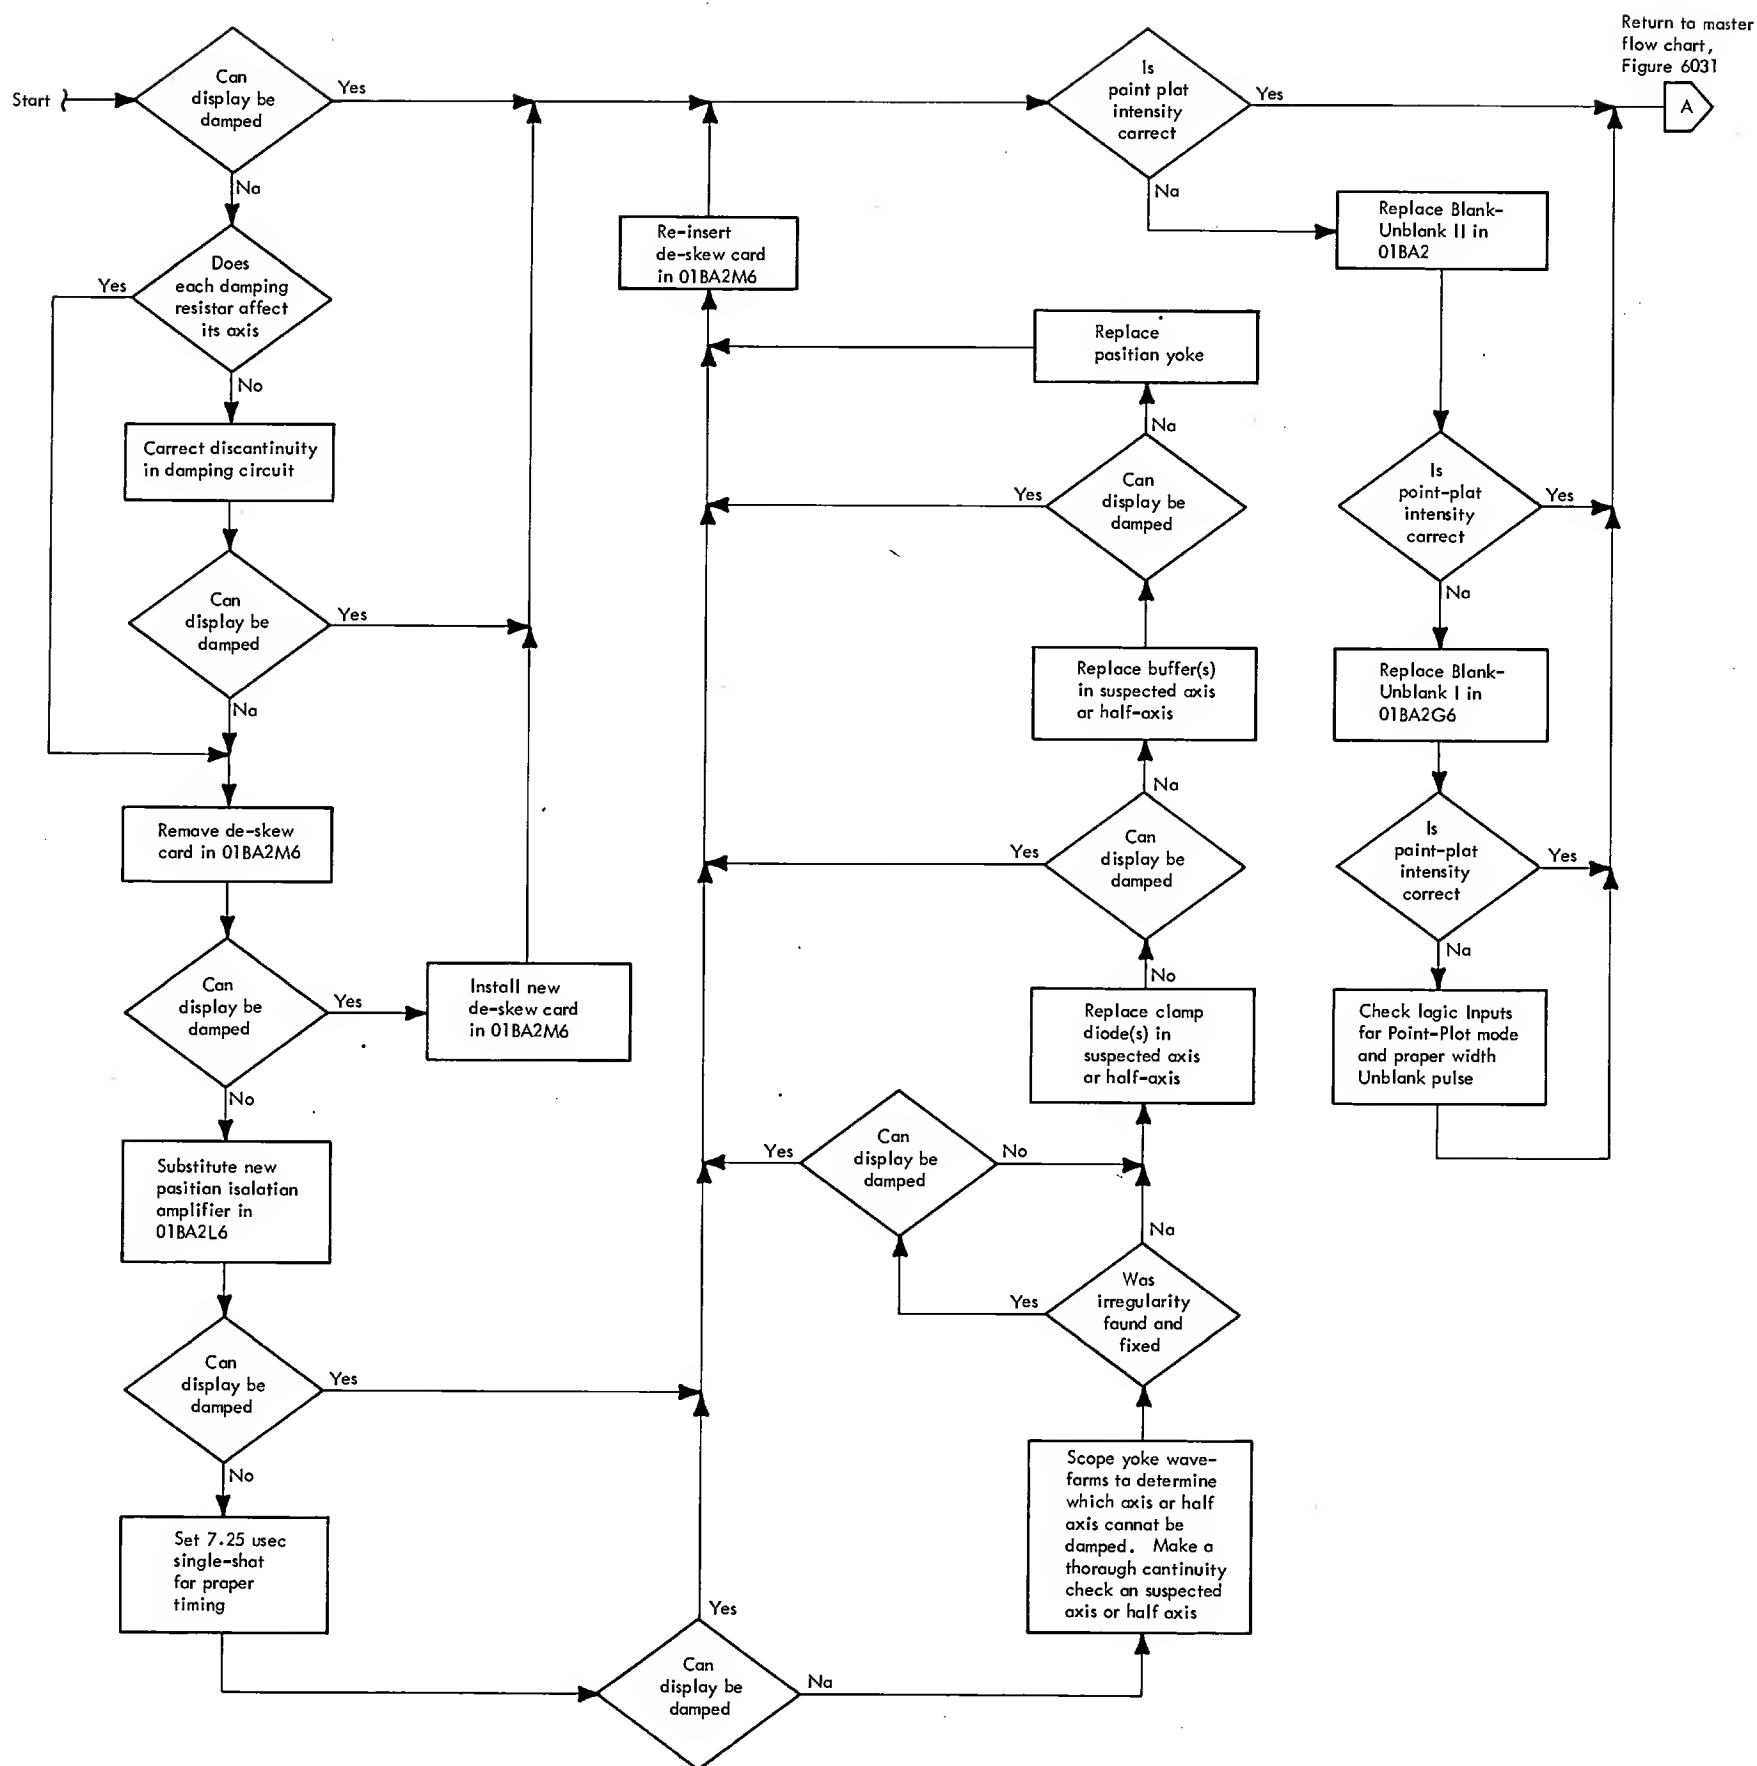 Return to master
flow chart,
Figure 6031
Start
Can
display be
damped
Yes
Is
point plot
intensity
correct
Yes
A
No
No
Replace Blank-
Unblank II in
01BA2
Re-insert
de-skew card
in 01BA2M6
Does
each damping
resistor affect
its axis
Yes
No
Replace
position yoke
No
Correct discontinuity
in damping circuit
Can
display be
damped
Yes
Is
point-plot
intensity
correct
Yes
No
Can
display be
damped
Yes
No
Replace buffer(s)
in suspected axis
or half-axis
Replace Blank-
Unblank I in
01BA2G6
No
Remove de-skew
card in 01BA2M6
Can
display be
damped
Yes
Is
point-plot
intensity
correct
Yes
No
No
Can
display be
damped
Yes
Install new
de-skew card
in 01BA2M6
Replace clamp
diode(s) in
suspected axis
or half-axis
Check logic Inputs
for Point-Plot mode
and proper width
Unblank pulse
No
Substitute new
position isolation
amplifier in
01BA2L6
Yes
Can
display be
damped
No
No
Was
irregularity
found and
fixed
Yes
Can
display be
damped
Yes
No
Scope yoke wave-
forms to determine
which axis or half
axis cannot be
damped. Make a
thorough continuity
check on suspected
axis or half axis
Set 7.25 usec
single-shot
for proper
timing
Yes
Can
display be
damped
No